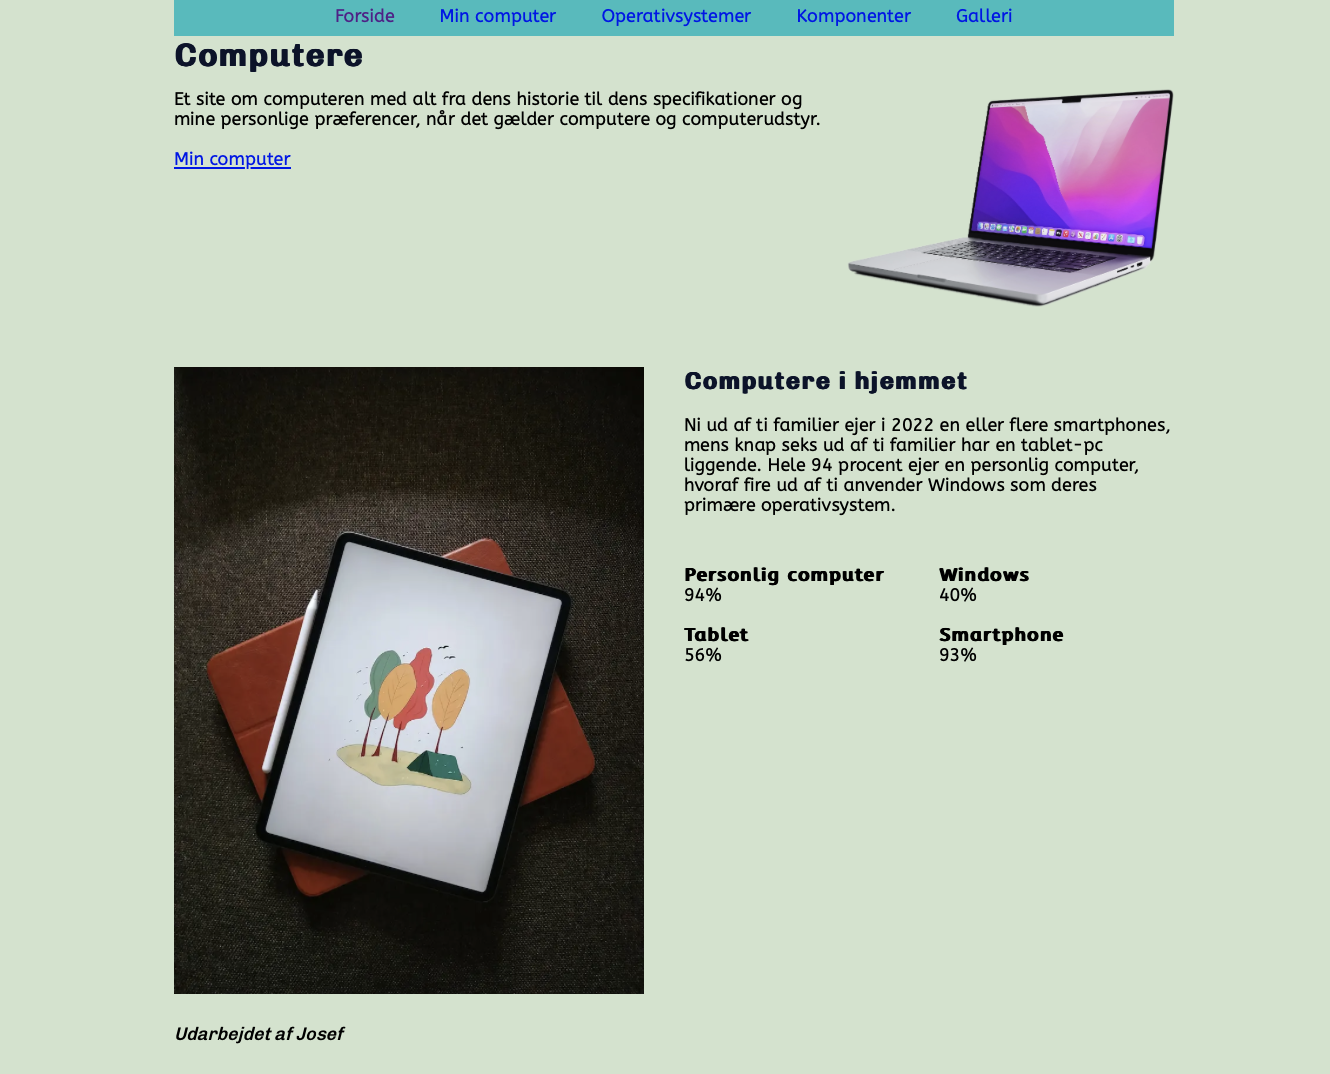 Forside Min computer Operativsystemer Komponenter Galleri
Computere
Et site om computeren med alt fra dens historie til dens specifikationer og
mine personlige præferencer, når det gælder computere og computerudstyr.
Min computer
Computere i hjemmet
Ni ud af ti familier ejer i 2022 en eller flere smartphones,
mens knap seks ud af ti familier har en tablet-pc
liggende. Hele 94 procent ejer en personlig computer,
hvoraf fire ud af ti anvender Windows som deres
primære operativsystem.
Personlig computer
94%
Windows
40%
Tablet
56%
Smartphone
93%
Udarbejdet af Josef